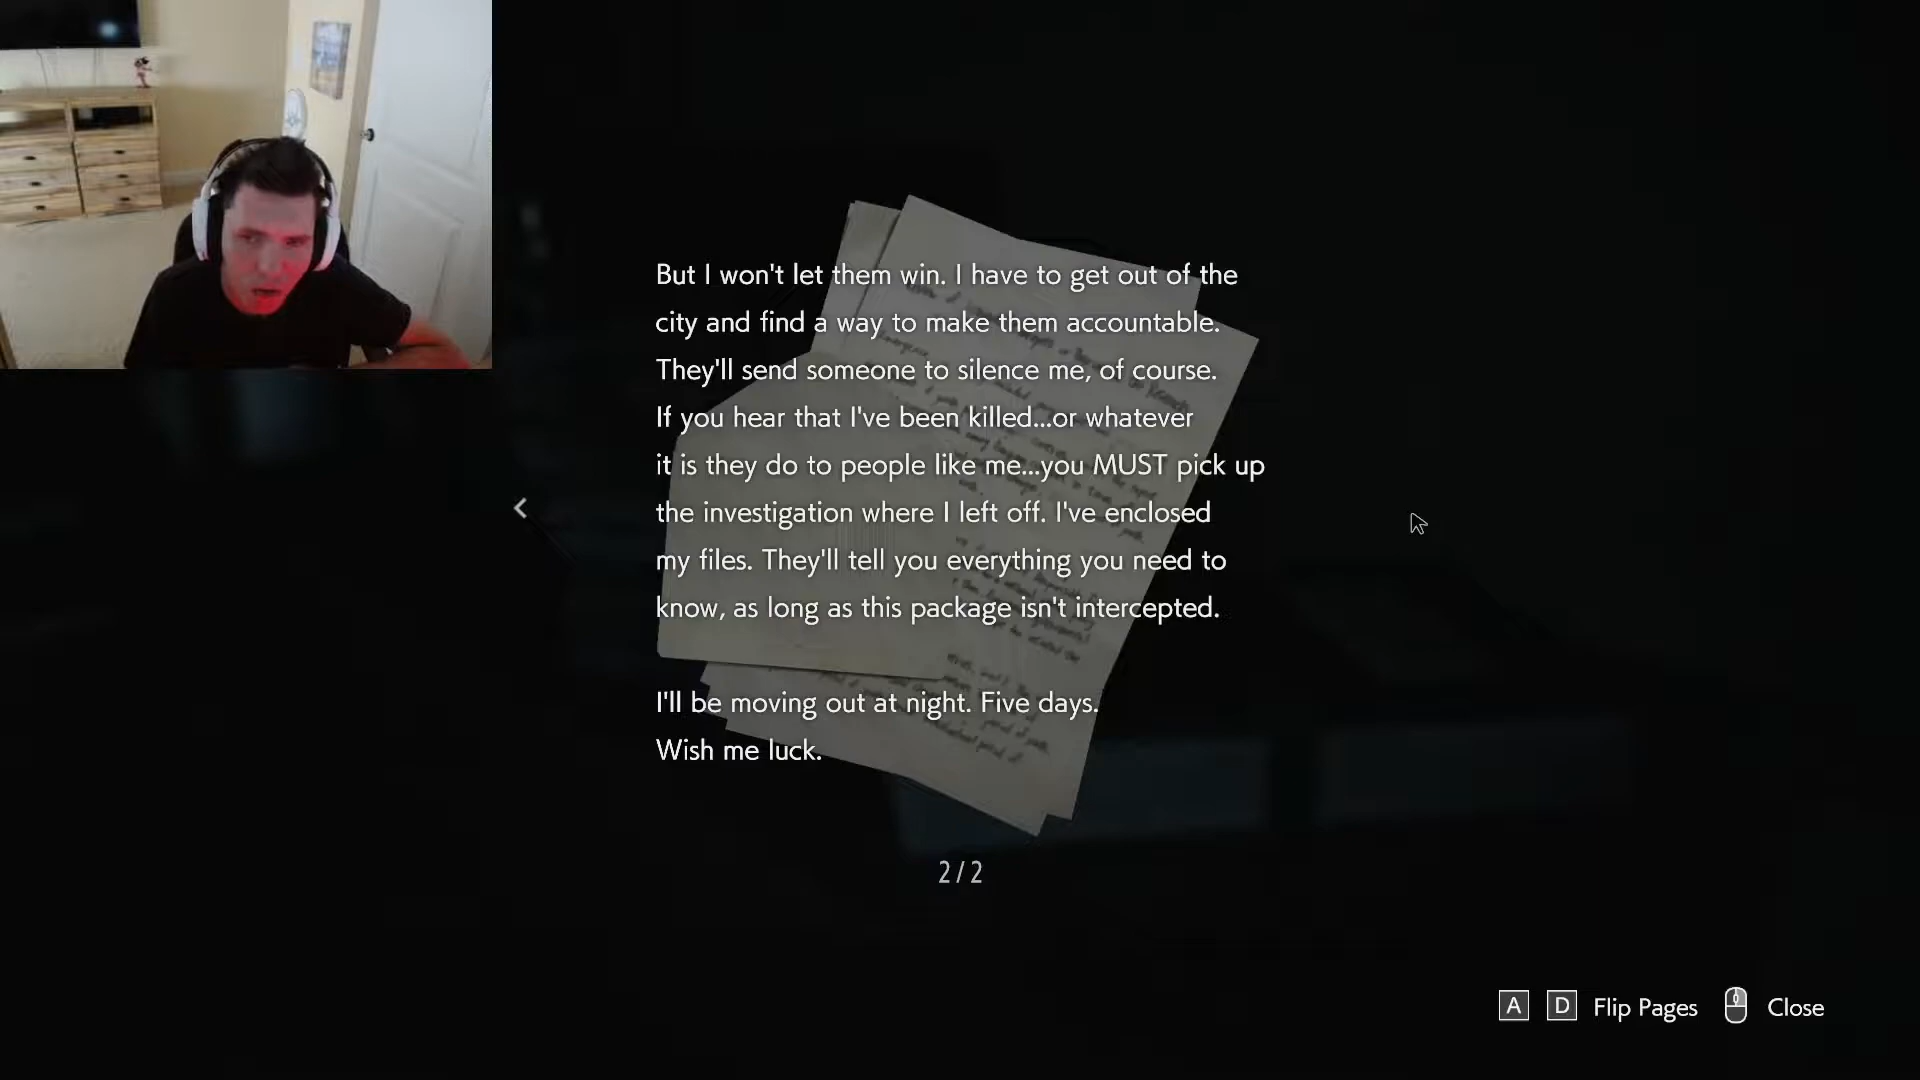 But I won't let them win. I have to get out of the
city and find a way to make them accountable.
They'll send someone to silence me, of course.
If you hear that I've been killed...or whatever
it is they do to people like me...you MUST pick up
the investigation where I left off. I've enclosed
my files. They'll tell you everything you need to
know, as long as this package isn't intercepted.
I'll be moving out at night. Five days.
Wish me luck.
2 / 2
A D Flip Pages Close